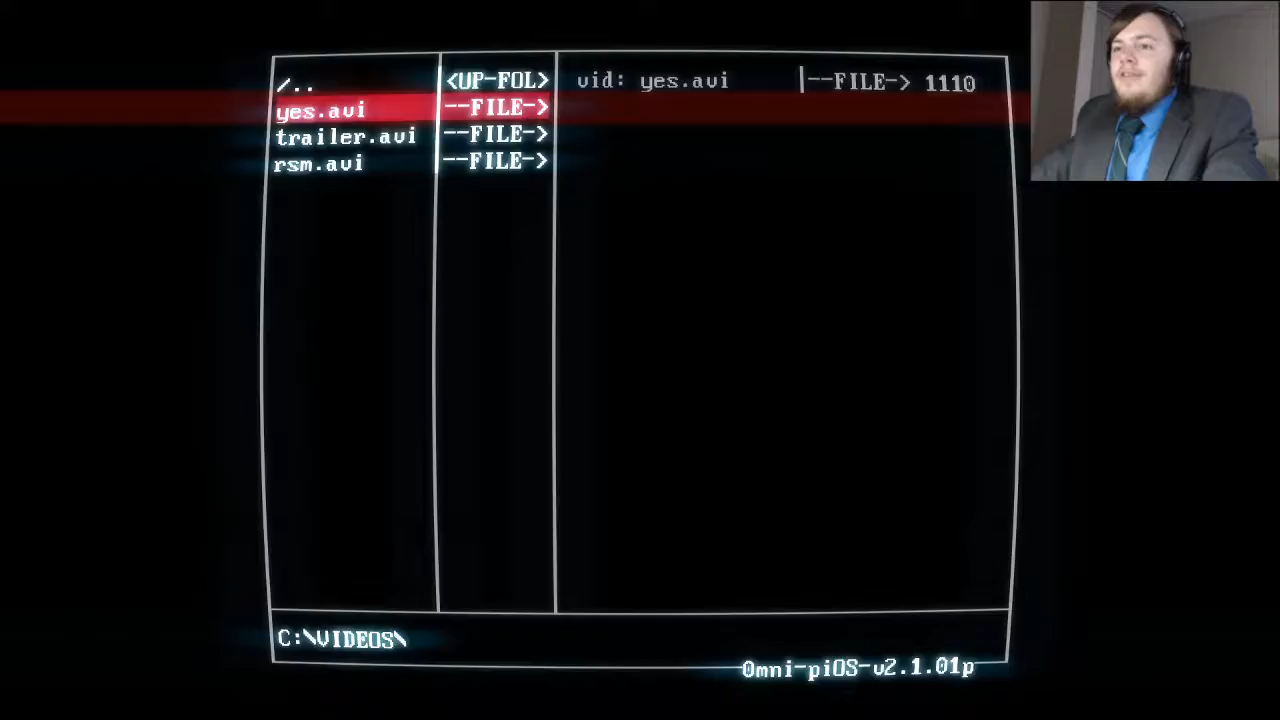 /.. <UP-FOL> vid: yes.avi |--FILE-> 1110
yes.avi --FILE->
trailer.avi --FILE->
rsm.avi --FILE->
C:\VIDEOS\
0mni-piOS-v2.1.01p